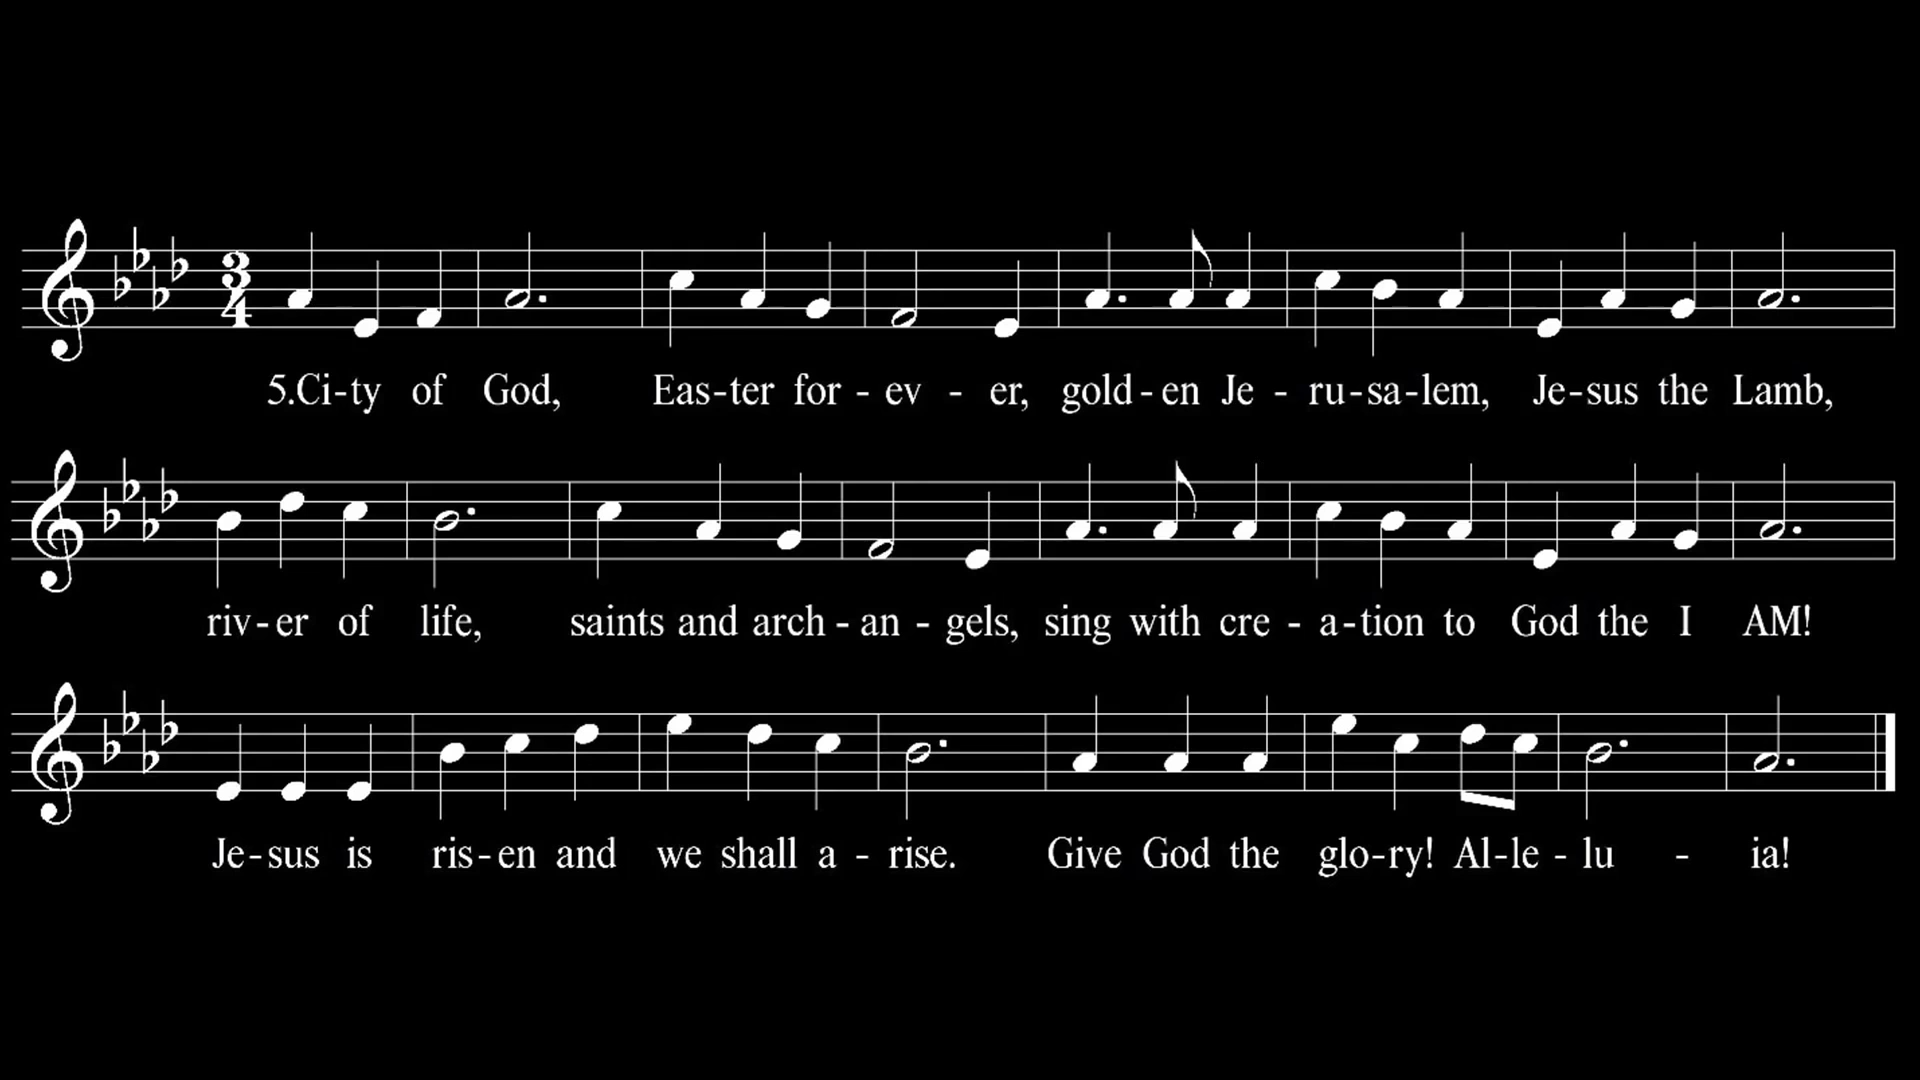 3
4
5.Ci-ty of God, Eas-ter for - ev - er, gold-en Je - ru-sa-lem, Je-sus the Lamb,
riv-er of life, saints and arch - an - gels, sing with cre - a-tion to God the I AM!
Je-sus is ris-en and we shall a - rise. Give God the glo-ry! Al-le - lu - ia!